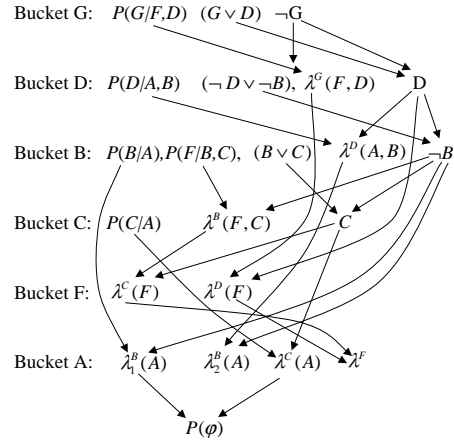 Bucket G: P(G/F,D) (G∨D) ¬G
Bucket D: P(D/A,B) (¬D∨¬B), λ^G(F,D) D
Bucket B: P(B/A),P(F/B,C), (B∨C) λ^D(A,B) ¬B
Bucket C: P(C/A) λ^B(F,C) C
Bucket F: λ^C(F) λ^D(F)
Bucket A: λ_1^B(A) λ_2^B(A) λ^C(A) λ^F
P(φ)